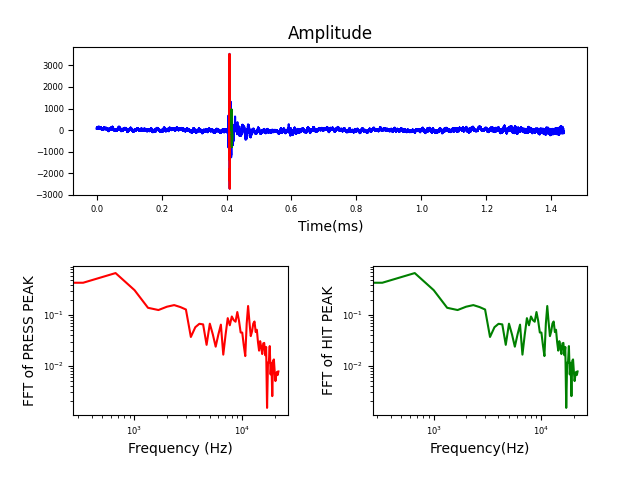 Amplitude
3000
2000
1000
0
−1000
−2000
−3000
0.0 0.2 0.4 0.6 0.8 1.0 1.2 1.4
Time(ms)
FFT of PRESS PEAK
10⁻¹
10⁻²
10³ 10⁴
Frequency (Hz)
FFT of HIT PEAK
10⁻¹
10⁻²
10³ 10⁴
Frequency(Hz)